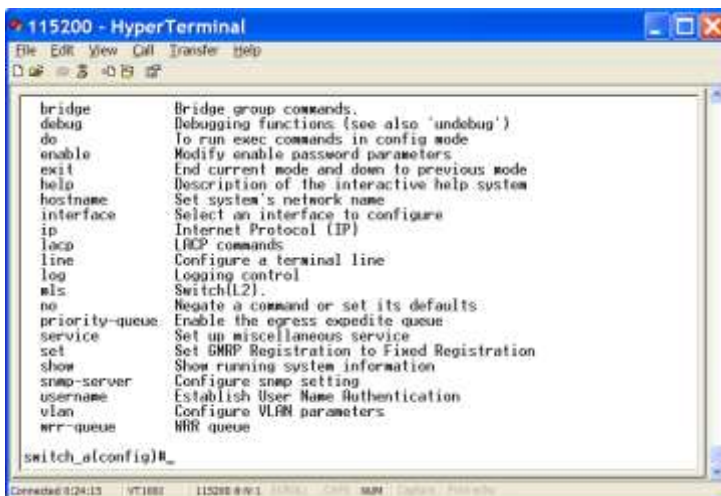 115200 - HyperTerminal
File Edit View Call Transfer Help
bridge Bridge group commands.
debug Debugging functions (see also 'undebug')
do To run exec commands in config mode
enable Modify enable password parameters
exit End current mode and down to previous mode
help Description of the interactive help system
hostname Set system's network name
interface Select an interface to configure
ip Internet Protocol (IP)
lacp LACP commands
line Configure a terminal line
log Logging control
mls Switch(L2).
no Negate a command or set its defaults
priority-queue Enable the egress expedite queue
service Set up miscellaneous service
set Set GMRP Registration to Fixed Registration
show Show running system information
snmp-server Configure snmp setting
username Establish User Name Authentication
vlan Configure VLAN parameters
wrr-queue WRR queue
switch_a(config)#_
Connected 0:24:15 VT100J 115200 8-N-1 SCROLL CAPS NUM Capture Print echo